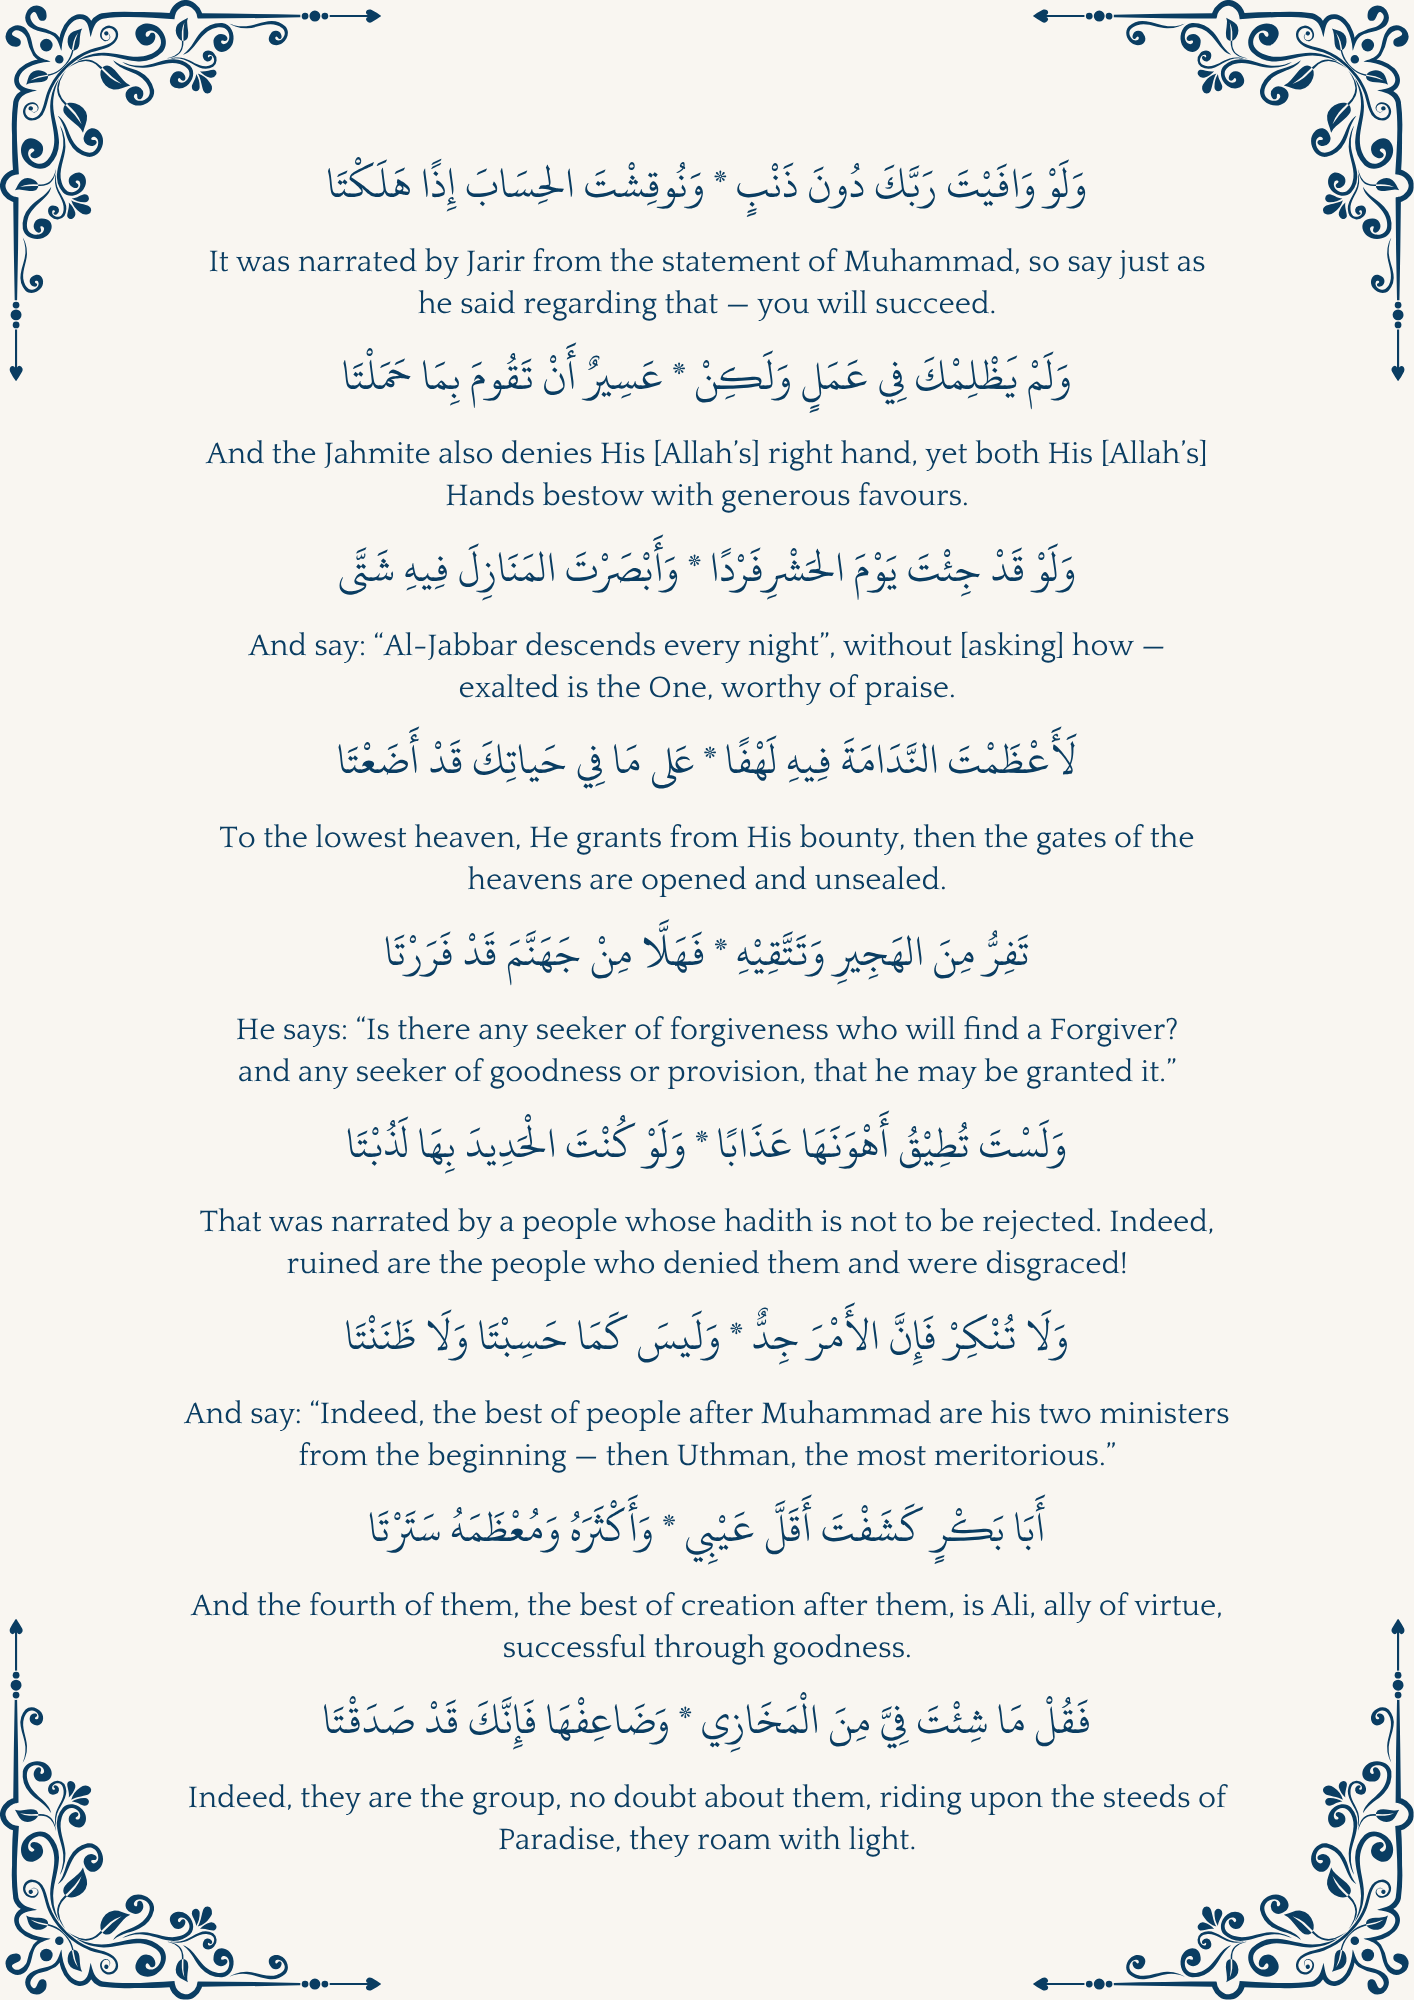 وَلَوْ وَافَيْتَ رَبَّكَ دُونَ ذَنْبٍ * وَنُوقِشْتَ الحِسَابَ إِذًا هَلَكْتَا
It was narrated by Jarir from the statement of Muhammad, so say just as
he said regarding that — you will succeed.
وَلَمْ يَظْلِمْكَ فِي عَمَلٍ وَلَكِنْ * عَسِيرٌ أَنْ تَقُومَ بِمَا حَمَلْتَا
And the Jahmite also denies His [Allah’s] right hand, yet both His [Allah’s]
Hands bestow with generous favours.
وَلَوْ قَدْ جِئْتَ يَوْمَ الحَشْرِ فَرْدًا * وَأَبْصَرْتَ المَنَازِلَ فِيهِ شَتَّى
And say: “Al-Jabbar descends every night”, without [asking] how —
exalted is the One, worthy of praise.
لَأَعْظَمْتَ النَّدَامَةَ فِيهِ لَهْفًا * عَلى مَا فِي حَياتِكَ قَدْ أَضَعْتَا
To the lowest heaven, He grants from His bounty, then the gates of the
heavens are opened and unsealed.
تَفِرُّ مِنَ الهَجِيرِ وَتَتَّقِيْهِ * فَهَلَّا مِنْ جَهَنَّمَ قَدْ فَرَرْتَا
He says: “Is there any seeker of forgiveness who will find a Forgiver?
and any seeker of goodness or provision, that he may be granted it.”
وَلَسْتَ تُطِيْقُ أَهْوَنَهَا عَذَابًا * وَلَوْ كُنْتَ الْحَدِيدَ بِهَا لَذُبْتَا
That was narrated by a people whose hadith is not to be rejected. Indeed,
ruined are the people who denied them and were disgraced!
وَلَا تُنْكِرْ فَإِنَّ الأَمْرَ جِدٌّ * وَلَيسَ كَمَا حَسِبْتَا وَلَا ظَنَنْتَا
And say: “Indeed, the best of people after Muhammad are his two ministers
from the beginning — then Uthman, the most meritorious.”
أَبَا بَكْرٍ كَشَفْتَ أَقَلَّ عَيْبِي * وَأَكْثَرَهُ وَمُعْظَمَهُ سَتَرْتَا
And the fourth of them, the best of creation after them, is Ali, ally of virtue,
successful through goodness.
فَقُلْ مَا شِئْتَ فِيَّ مِنَ الْمَخَازِي * وَضَاعِفْهَا فَإِنَّكَ قَدْ صَدَقْتَا
Indeed, they are the group, no doubt about them, riding upon the steeds of
Paradise, they roam with light.